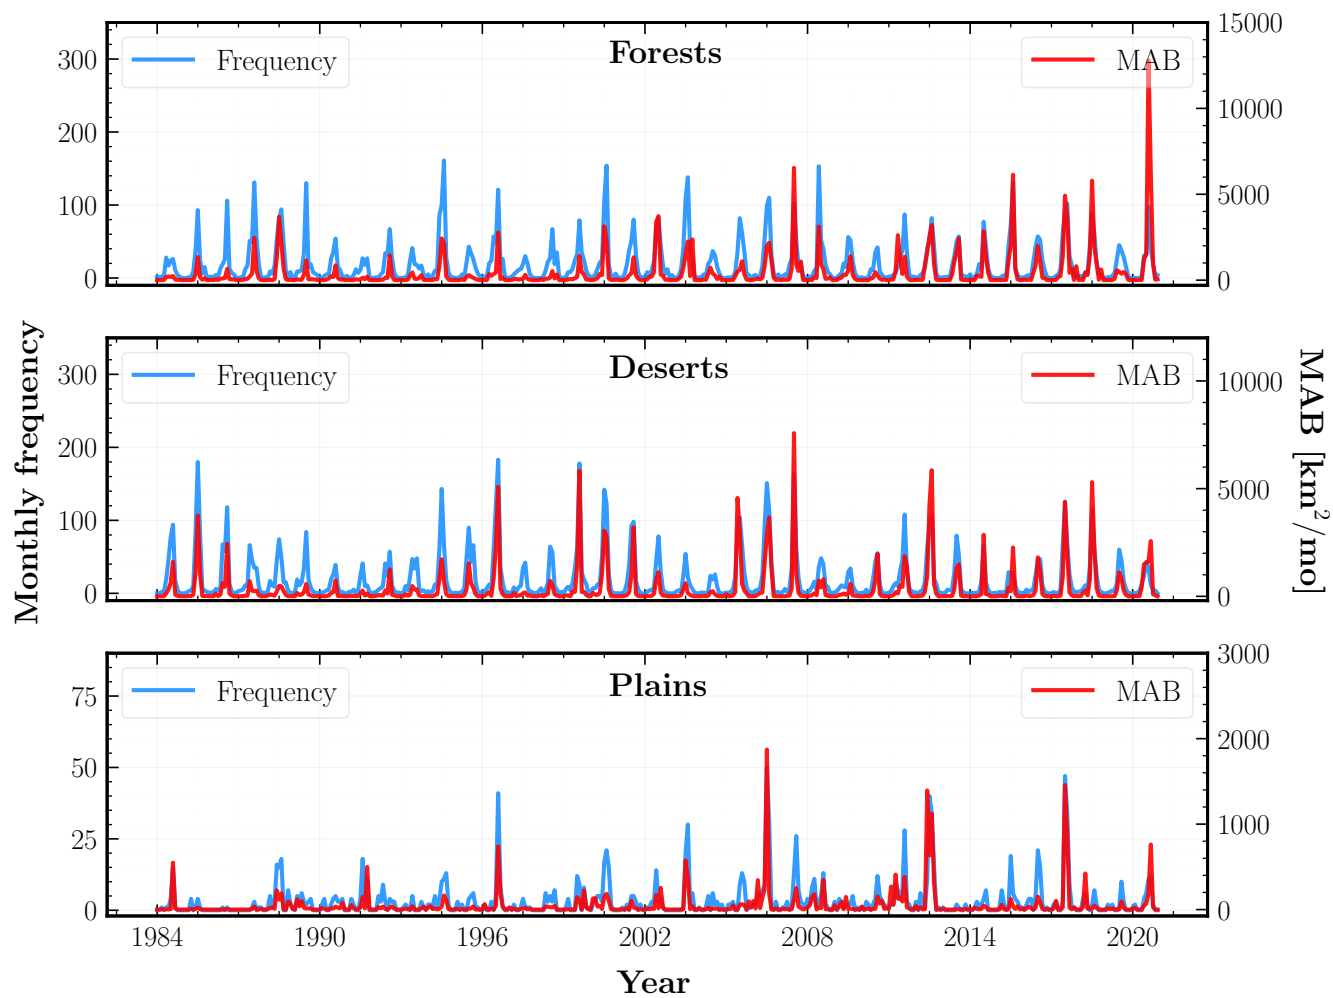 Forests
Frequency
MAB
300
200
100
0
15000
10000
5000
0
Deserts
Frequency
MAB
300
200
100
0
10000
5000
0
Monthly frequency
MAB [km²/mo]
Plains
Frequency
MAB
75
50
25
0
3000
2000
1000
0
1984 1990 1996 2002 2008 2014 2020
Year